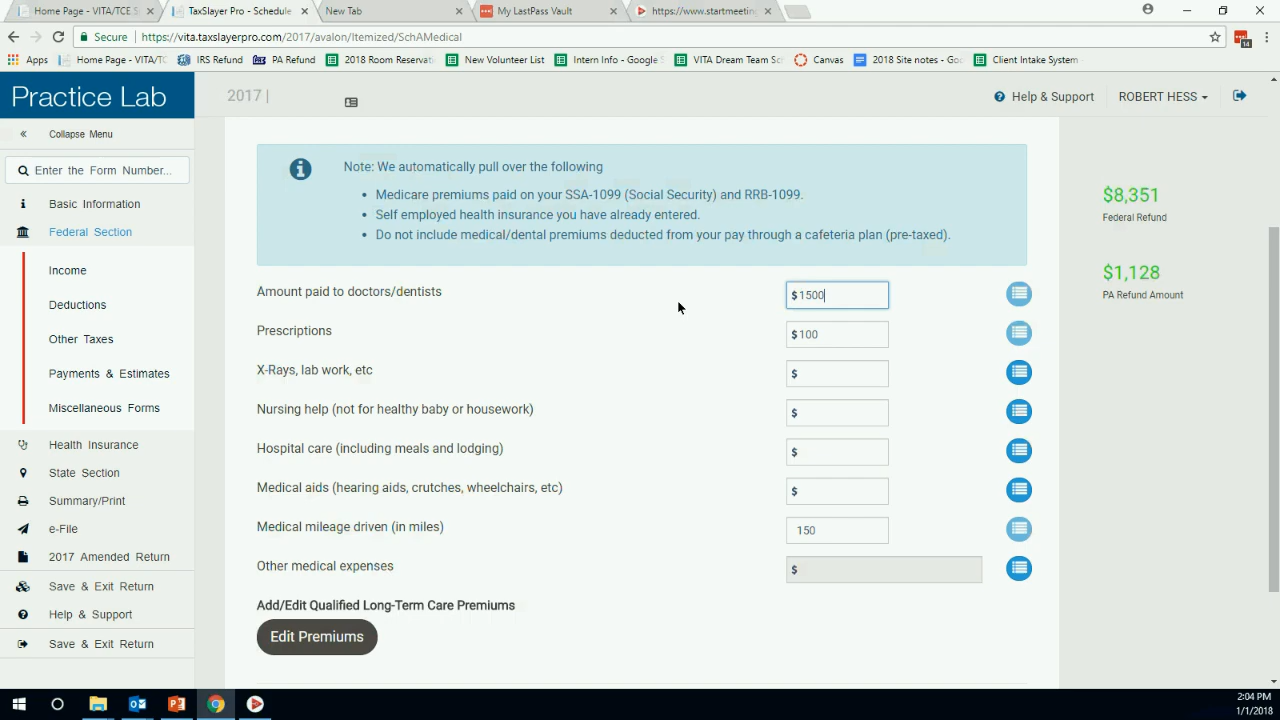 Home Page - VITA/TCE S
TaxSlayer Pro - Schedule
New Tab
My LastPass Vault
https://www.startmeetin
Secure
https://vita.taxslayerpro.com/2017/avalon/Itemized/SchAMedical
14
Apps
Home Page - VITA/TC
IRS Refund
PA Refund
2018 Room Reservati
New Volunteer List
Intern Info - Google S
VITA Dream Team Sc
Canvas
2018 Site notes - Goo
Client Intake System -
Practice Lab
2017 |
Help & Support
ROBERT HESS
Collapse Menu
Enter the Form Number...
Basic Information
Federal Section
Income
Deductions
Other Taxes
Payments & Estimates
Miscellaneous Forms
Health Insurance
State Section
Summary/Print
e-File
2017 Amended Return
Save & Exit Return
Help & Support
Save & Exit Return
Note: We automatically pull over the following
• Medicare premiums paid on your SSA-1099 (Social Security) and RRB-1099.
• Self employed health insurance you have already entered.
• Do not include medical/dental premiums deducted from your pay through a cafeteria plan (pre-taxed).
Amount paid to doctors/dentists
$ 1500
Prescriptions
$ 100
X-Rays, lab work, etc
$
Nursing help (not for healthy baby or housework)
$
Hospital care (including meals and lodging)
$
Medical aids (hearing aids, crutches, wheelchairs, etc)
$
Medical mileage driven (in miles)
150
Other medical expenses
$
Add/Edit Qualified Long-Term Care Premiums
Edit Premiums
$8,351
Federal Refund
$1,128
PA Refund Amount
2:04 PM
1/1/2018